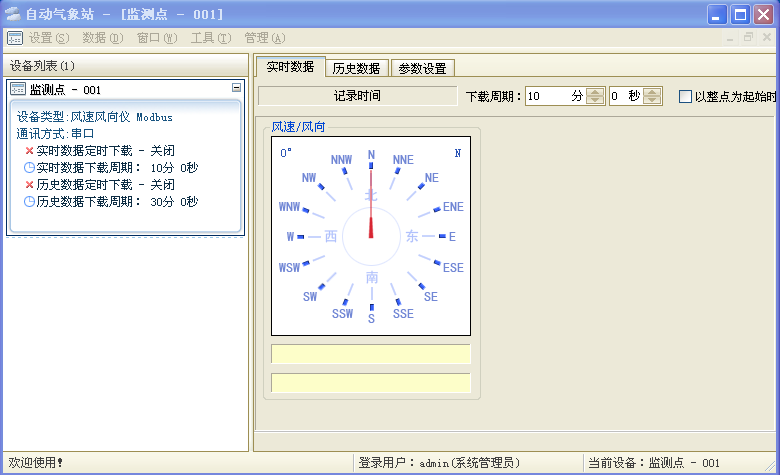 自动气象站 - [监测点 - 001]
设置(S) 数据(D) 窗口(W) 工具(T) 管理(A)
设备列表(1)
监测点 - 001
设备类型:风速风向仪 Modbus
通讯方式:串口
实时数据定时下载 - 关闭
实时数据下载周期: 10分 0秒
历史数据定时下载 - 关闭
历史数据下载周期: 30分 0秒
实时数据 历史数据 参数设置
记录时间 下载周期: 10 分 0 秒 以整点为起始时
风速/风向
0° N
NNW N NNE
NW NE
北
WNW ENE
W 西 东 E
WSW ESE
南
SW SE
SSW S SSE
欢迎使用! 登录用户:admin(系统管理员) 当前设备:监测点 - 001